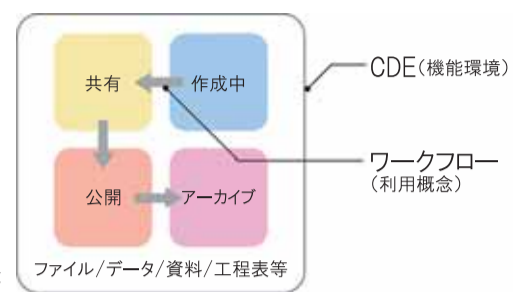 共有
作成中
公開
アーカイブ
ファイル/データ/資料/工程表等
CDE(機能環境)
ワークフロー
(利用概念)